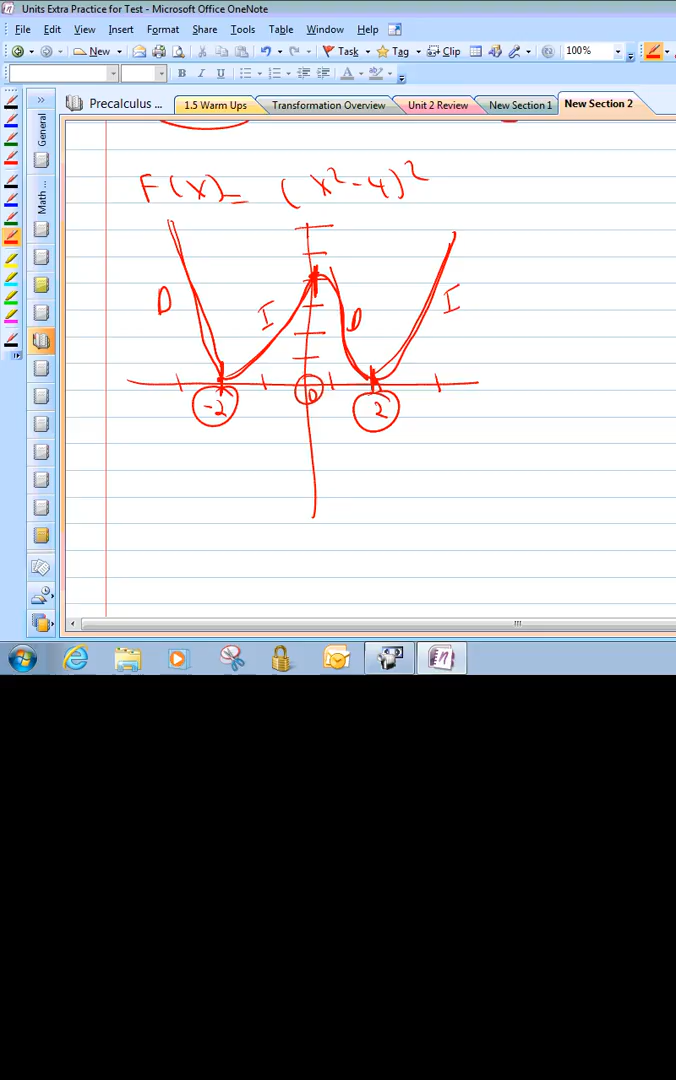 Units Extra Practice for Test - Microsoft Office OneNote
File Edit View Insert Format Share Tools Table Window Help
New Task Tag Clip 100%
B I U A ab
General
Math ...
Precalculus ... 1.5 Warm Ups Transformation Overview Unit 2 Review New Section 1 New Section 2
F(x)= (x²-4)²
D I D I
-2 0 2